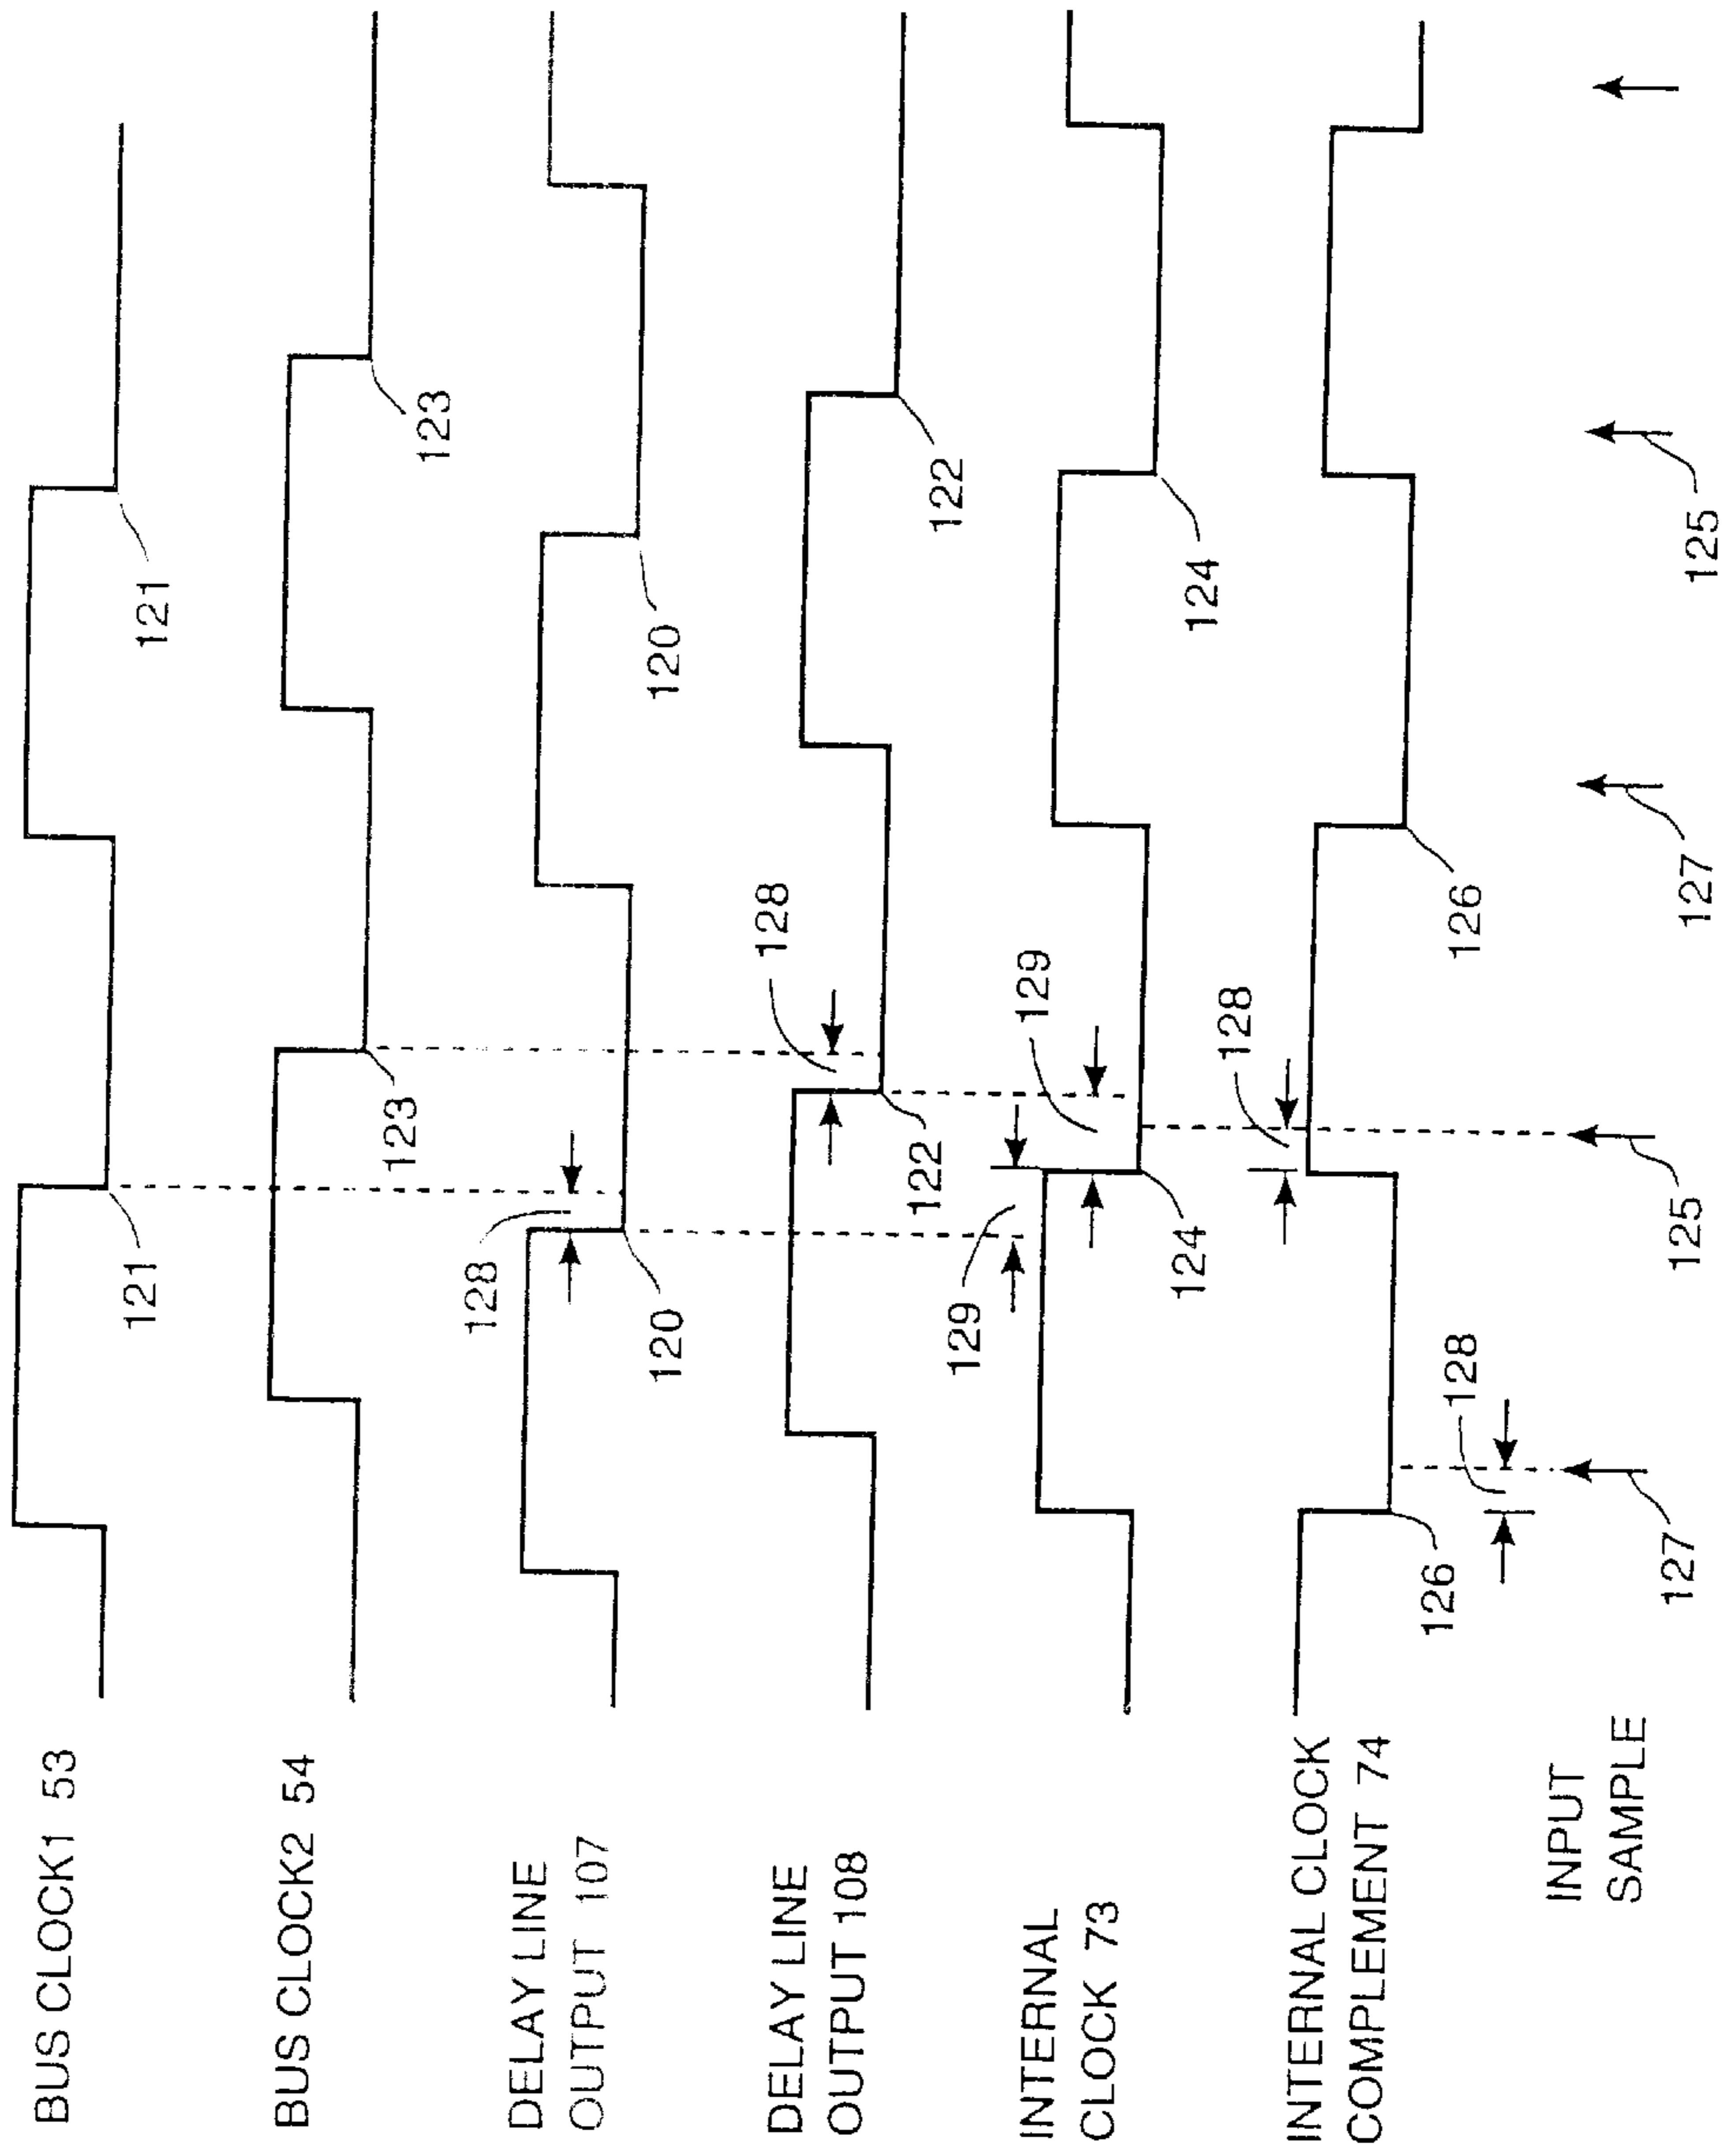 BUS CLOCK1 53
121
121
BUS CLOCK2 54
123
123
DELAY LINE
OUTPUT 107
128
120
120
DELAY LINE
OUTPUT 108
128
122
122
INTERNAL
CLOCK 73
129
129
124
124
INTERNAL CLOCK
COMPLEMENT 74
128
126
126
128
INPUT
SAMPLE
127
125
127
125